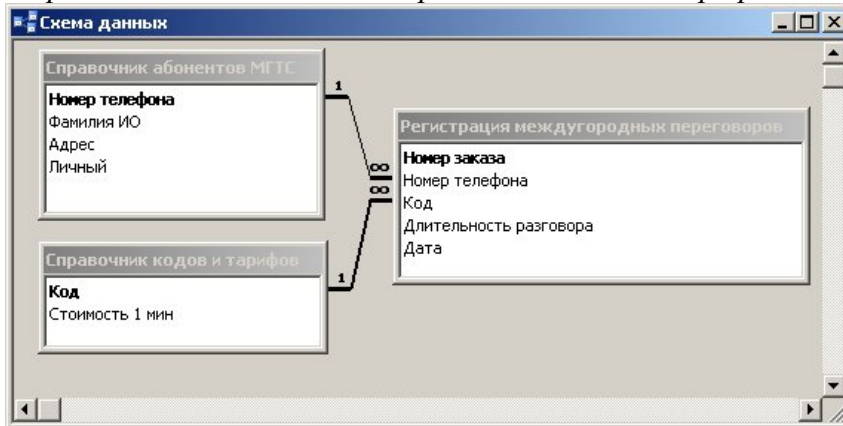 Схема данных
Справочник абонентов МГТС
Номер телефона
Фамилия ИО
Адрес
Личный
1
∞
∞
Регистрация междугородных переговоров
Номер заказа
Номер телефона
Код
Длительность разговора
Дата
Справочник кодов и тарифов
1
Код
Стоимость 1 мин